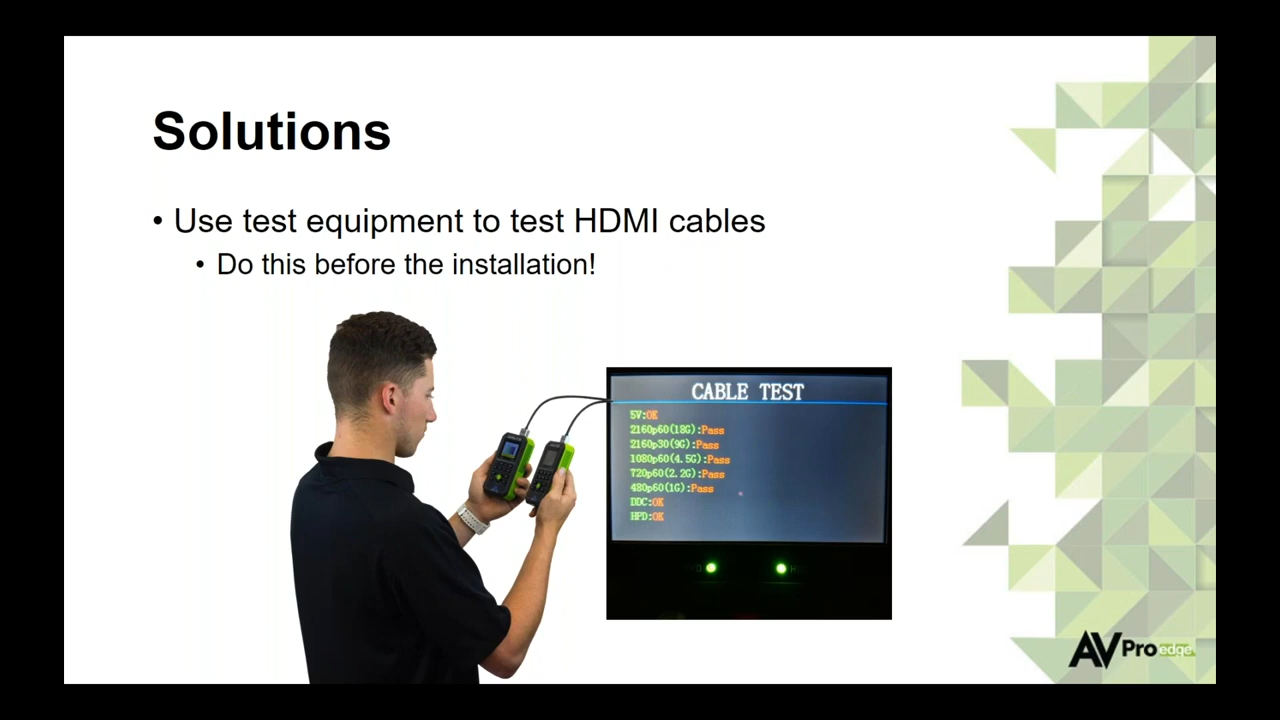 Solutions
• Use test equipment to test HDMI cables
• Do this before the installation!
CABLE TEST
5V:OK
2160p60(18G):Pass
2160p30(9G):Pass
1080p60(4.5G):Pass
720p60(2.2G):Pass
480p60(1G):Pass
DDC:OK
HPD:OK
AVPro edge